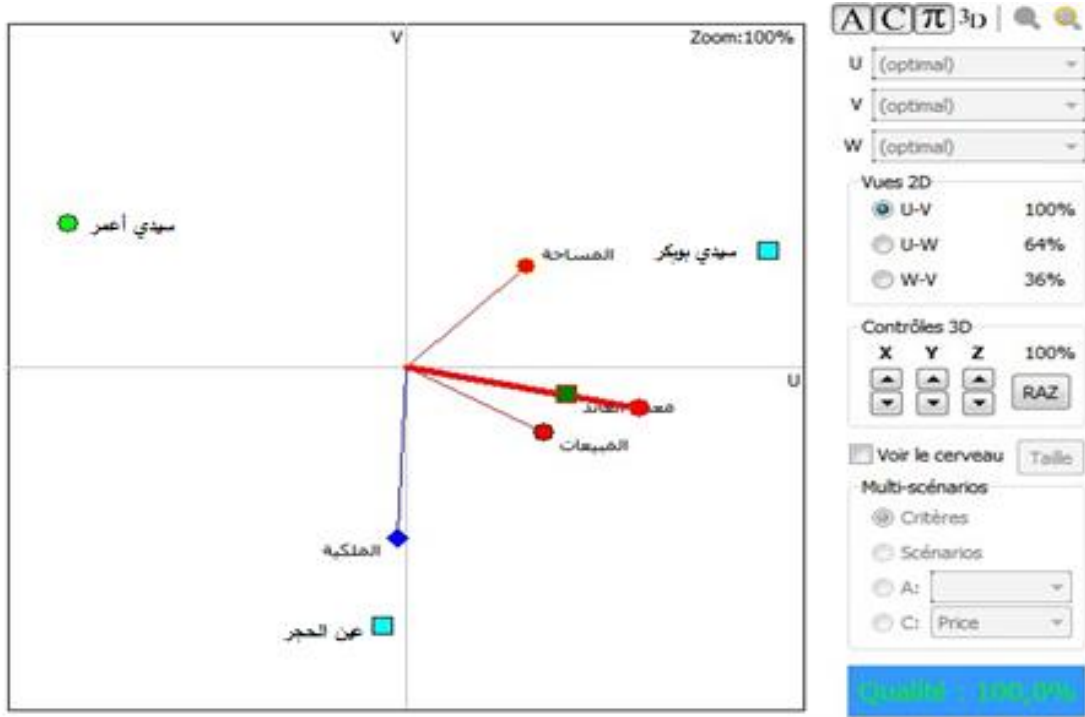 V
Zoom:100%
سيدي أعمر
المساحة
سيدي بوبكر
U
العائد
المبيعات
الملكية
عين الحجر
A C π 3D
U (optimal)
V (optimal)
W (optimal)
Vues 2D
U-V 100%
U-W 64%
W-V 36%
Contrôles 3D
X Y Z 100%
RAZ
Voir le cerveau Taille
Multi-scénarios
Critères
Scénarios
A:
C: Price
Qualité : 100,0%